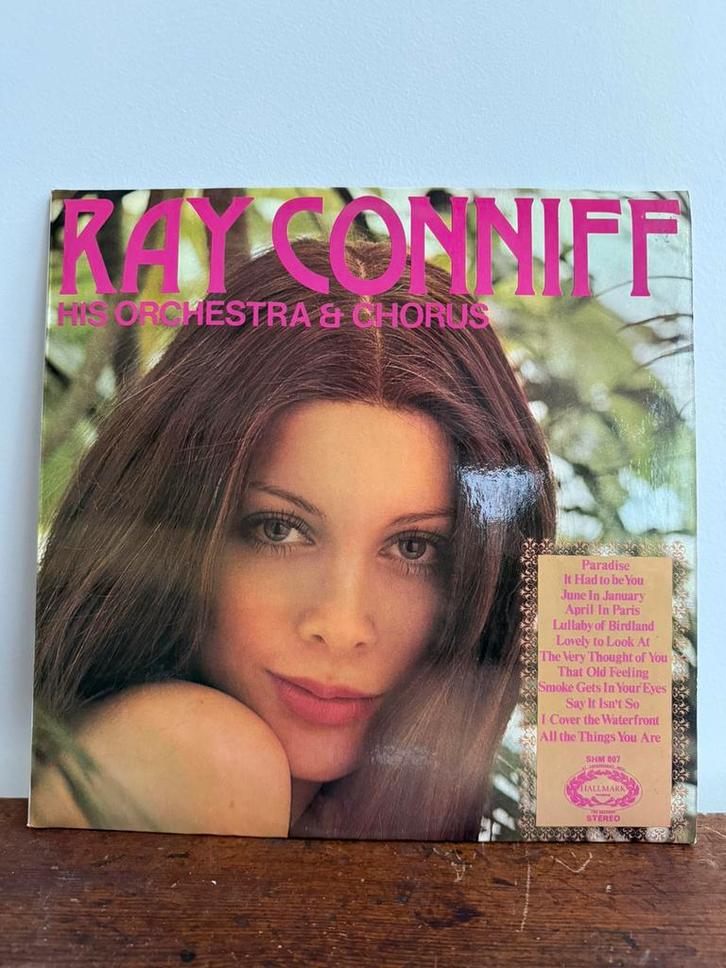 RAY CONNIFF
HIS ORCHESTRA & CHORUS
Paradise
It Had to be You
June In January
April In Paris
Lullaby of Birdland
Lovely to Look At
The Very Thought of You
That Old Feeling
Smoke Gets In Your Eyes
Say It Isn't So
I Cover the Waterfront
All the Things You Are
SHM 807
HALLMARK
STEREO